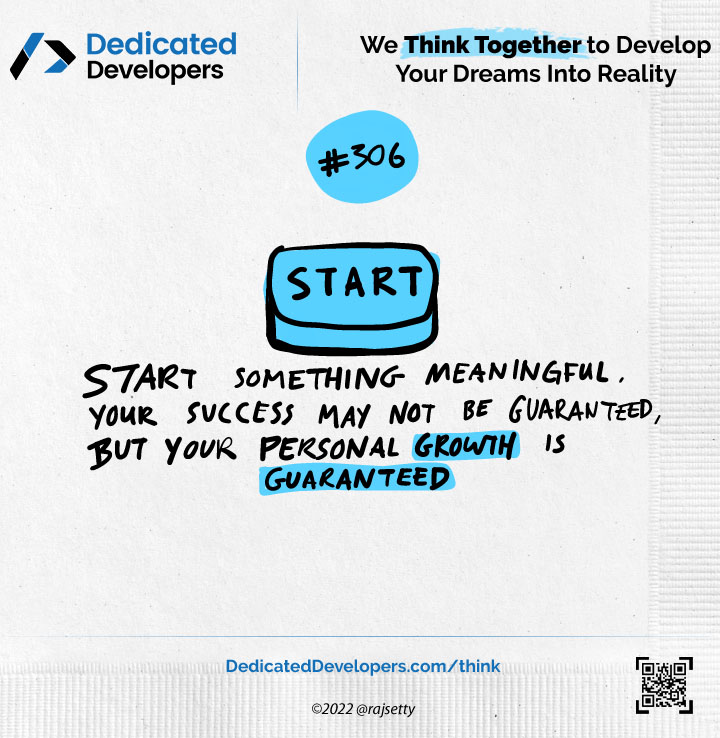 Dedicated
Developers
We Think Together to Develop
Your Dreams Into Reality
#306
START
START SOMETHING MEANINGFUL.
YOUR SUCCESS MAY NOT BE GUARANTEED,
BUT YOUR PERSONAL GROWTH IS
GUARANTEED
DedicatedDevelopers.com/think
©2022 @rajsetty